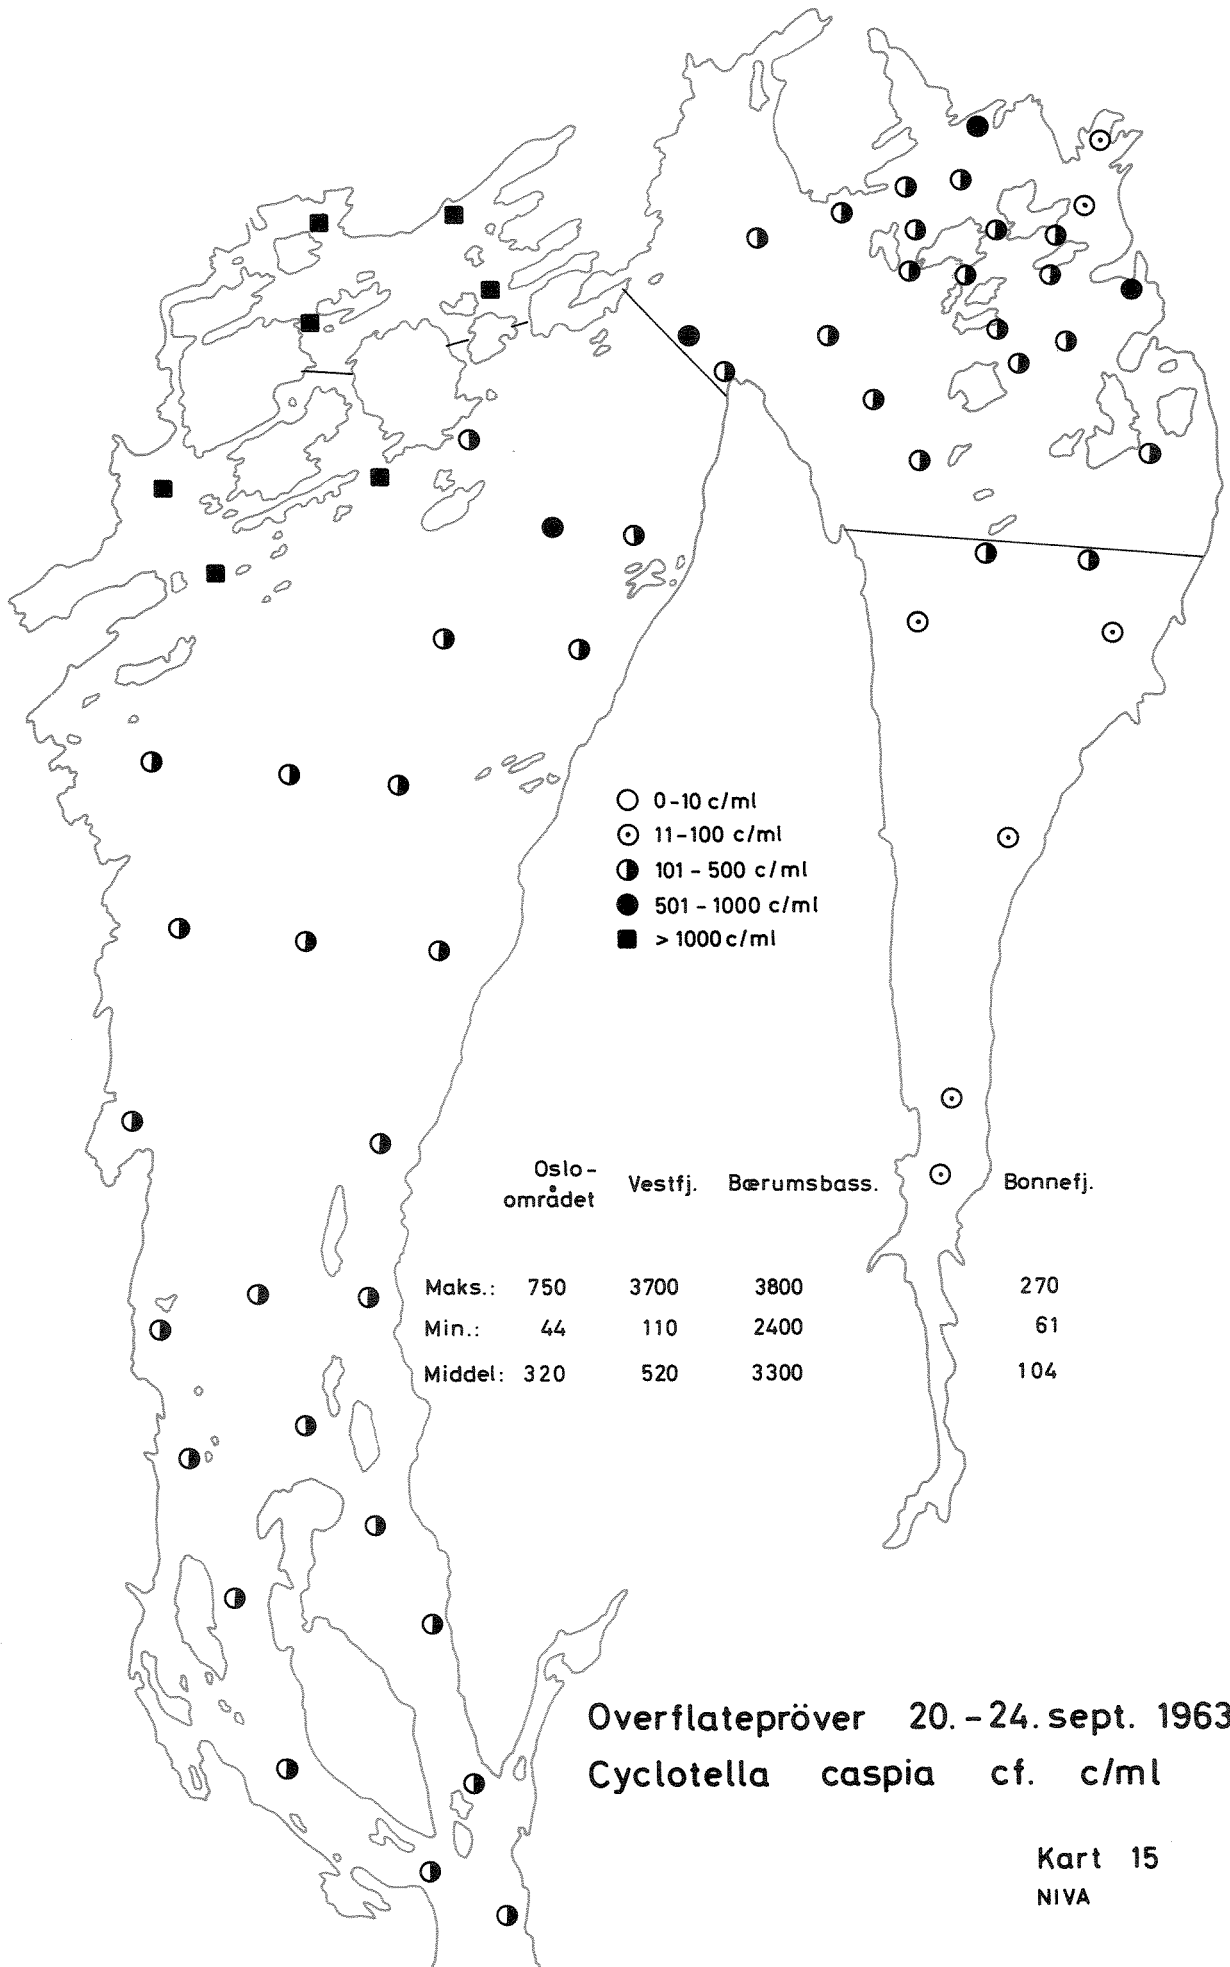 0-10 c/ml
11-100 c/ml
101 - 500 c/ml
501 - 1000 c/ml
> 1000 c/ml
Oslo-området Vestfj. Bærumsbass. Bonnefj.
Maks.: 750 3700 3800 270
Min.: 44 110 2400 61
Middel: 320 520 3300 104
Overflatepröver 20.-24. sept. 1963
Cyclotella caspia cf. c/ml
Kart 15
NIVA